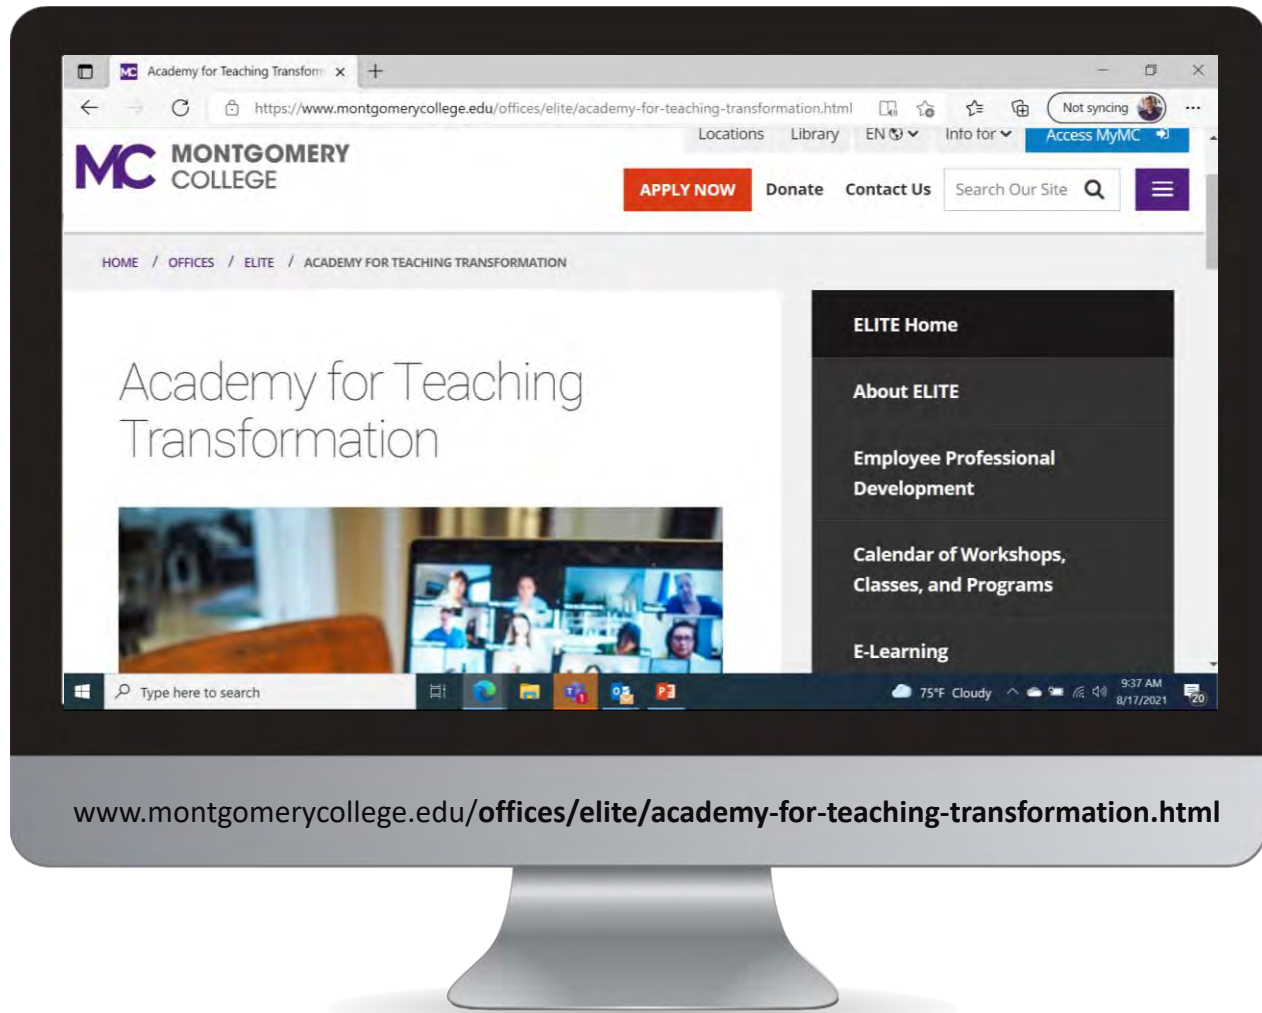 Academy for Teaching Transform
https://www.montgomerycollege.edu/offices/elite/academy-for-teaching-transformation.html
Not syncing
Locations Library EN Info for Access MyMC
MC MONTGOMERY
COLLEGE
APPLY NOW Donate Contact Us Search Our Site
HOME / OFFICES / ELITE / ACADEMY FOR TEACHING TRANSFORMATION
Academy for Teaching
Transformation
ELITE Home
About ELITE
Employee Professional
Development
Calendar of Workshops,
Classes, and Programs
E-Learning
Type here to search
75°F Cloudy
9:37 AM
8/17/2021
20
www.montgomerycollege.edu/offices/elite/academy-for-teaching-transformation.html